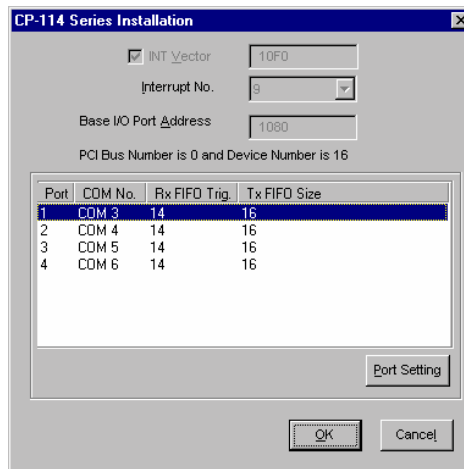 CP-114 Series Installation
INT Vector 10F0
Interrupt No. 9
Base I/O Port Address 1080
PCI Bus Number is 0 and Device Number is 16
Port COM No. Rx FIFO Trig. Tx FIFO Size
1 COM 3 14 16
2 COM 4 14 16
3 COM 5 14 16
4 COM 6 14 16
Port Setting
OK Cancel